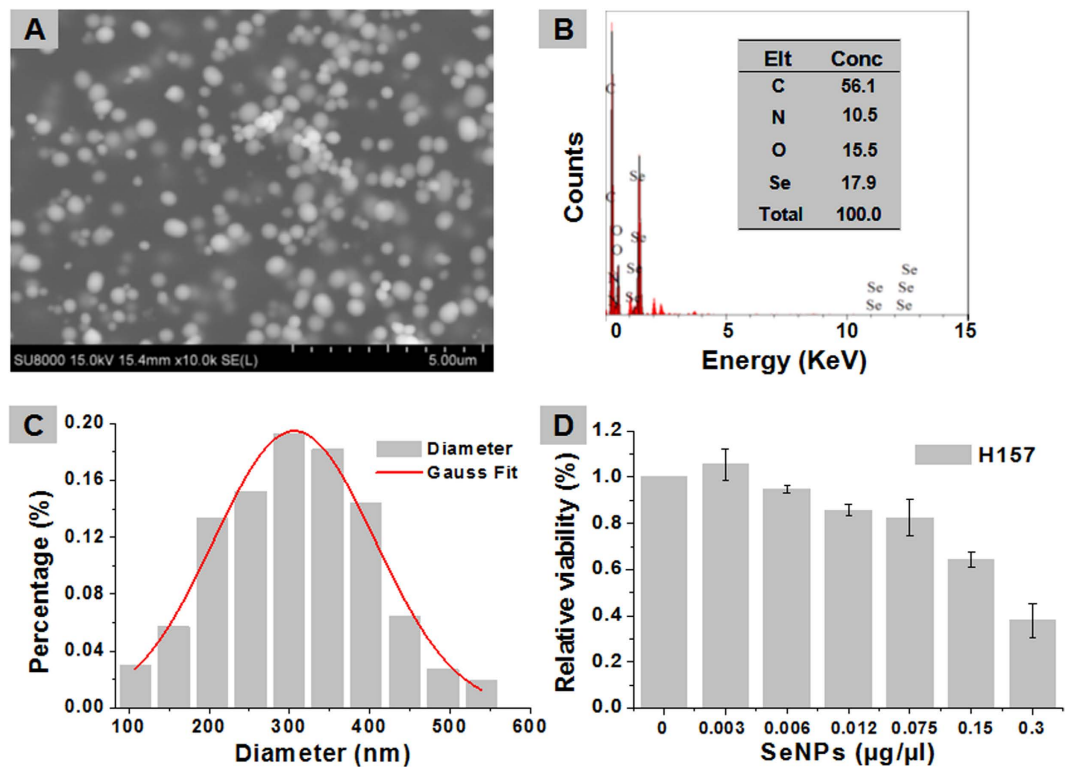 A
SU8000 15.0kV 15.4mm x10.0k SE(L)
5.00um
B
Counts
Elt Conc
C 56.1
N 10.5
O 15.5
Se 17.9
Total 100.0
C
C
O
O
N
N
Se
Se
Se
Se
Se
Se
Se
Se
Se
0 5 10 15
Energy (KeV)
C
Percentage (%)
0.20
0.16
0.12
0.08
0.04
0.00
Diameter
Gauss Fit
100 200 300 400 500 600
Diameter (nm)
D
Relative viability (%)
1.2
1.0
0.8
0.6
0.4
0.2
0.0
H157
0 0.003 0.006 0.012 0.075 0.15 0.3
SeNPs (μg/μl)